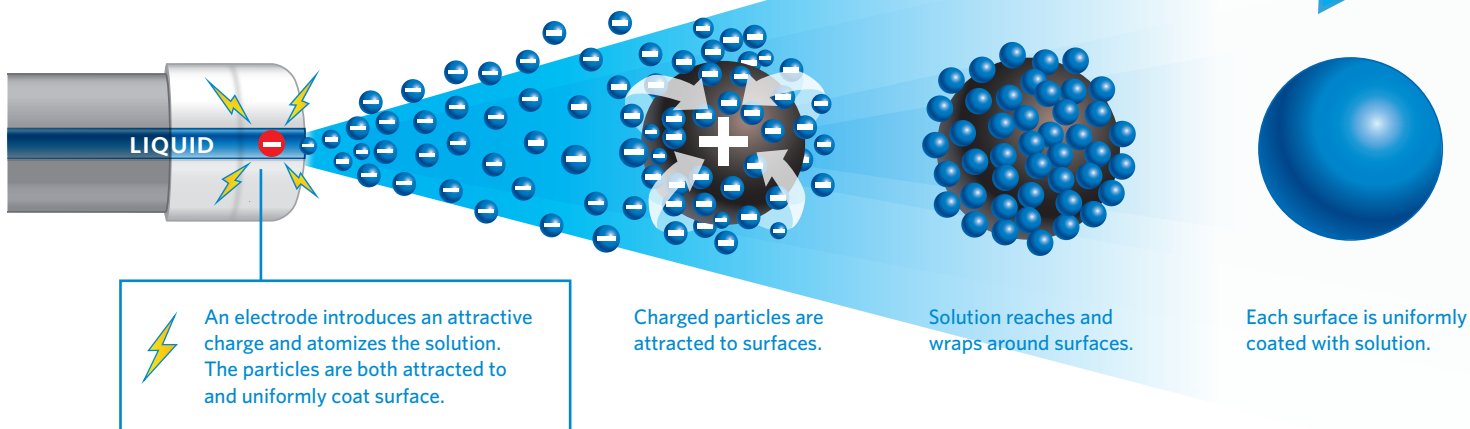 LIQUID
An electrode introduces an attractive
charge and atomizes the solution.
The particles are both attracted to
and uniformly coat surface.
Charged particles are
attracted to surfaces.
Solution reaches and
wraps around surfaces.
Each surface is uniformly
coated with solution.